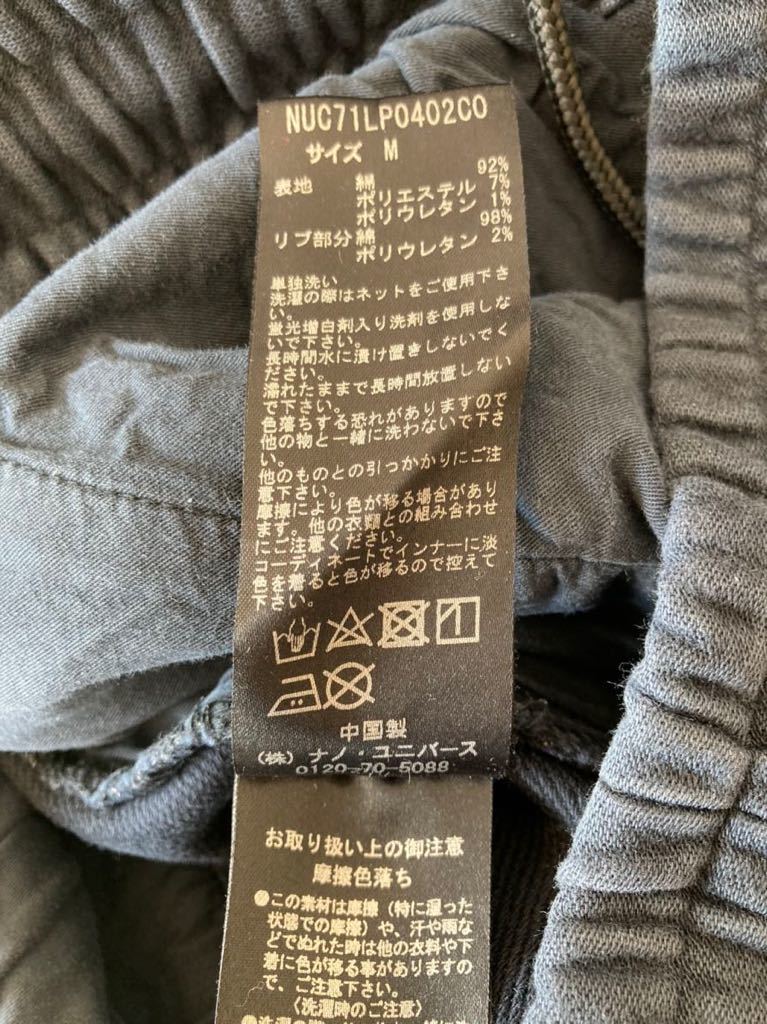 NUC71LP0402CO
サイズ M
表地 綿 92%
ポリエステル 7%
ポリウレタン 1%
リブ部分 綿 98%
ポリウレタン 2%
単独洗い
洗濯の際はネットをご使用下さ
い。
蛍光増白剤入り洗剤を使用しな
いで下さい。
長時間水に漬け置きしないでく
ださい。
濡れたままで長時間放置しない
で下さい。
色落ちする恐れがありますので
他の物と一緒に洗わないで下さ
い。
他のものとの引っかかりにご注
意下さい。
摩擦により色が移る場合があり
ます。他の衣類との組み合わせ
にご注意ください。
コーディネートでインナーに淡
色を着ると色が移るので控えて
下さい。
中国製
(株) ナノ・ユニバース
0120-70-5088
お取り扱い上の御注意
摩擦色落ち
●この素材は摩擦（特に湿った
状態での摩擦）や、汗や雨な
どでぬれた時は他の衣料や下
着に色が移る事がありますの
で、ご注意下さい。
〈洗濯時のご注意〉